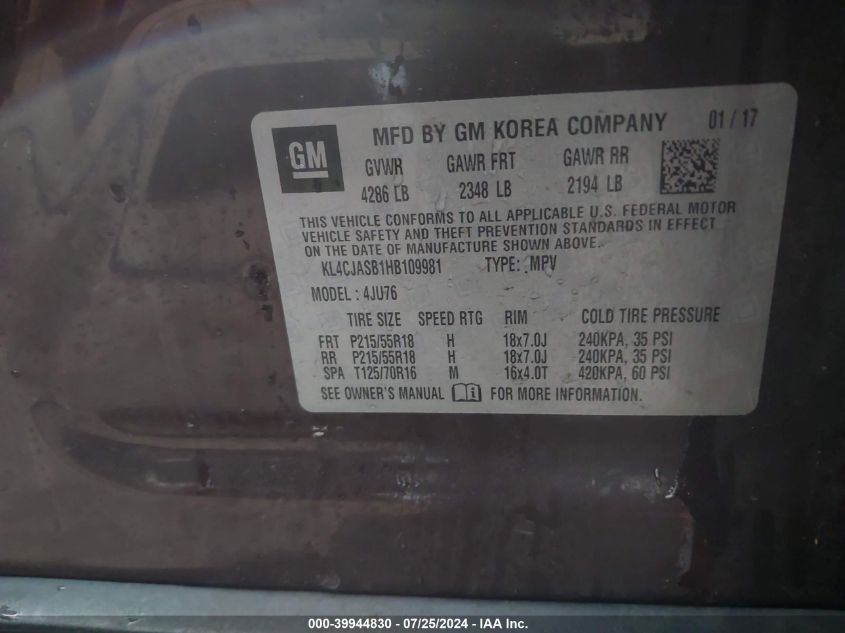 GM
MFD BY GM KOREA COMPANY 01 / 17
GVWR GAWR FRT GAWR RR
4286 LB 2348 LB 2194 LB
THIS VEHICLE CONFORMS TO ALL APPLICABLE U.S. FEDERAL MOTOR
VEHICLE SAFETY AND THEFT PREVENTION STANDARDS IN EFFECT
ON THE DATE OF MANUFACTURE SHOWN ABOVE.
KL4CJASB1HB109981 TYPE: MPV
MODEL : 4JU76
TIRE SIZE SPEED RTG RIM COLD TIRE PRESSURE
FRT P215/55R18 H 18x7.0J 240KPA, 35 PSI
RR P215/55R18 H 18x7.0J 240KPA, 35 PSI
SPA T125/70R16 M 16x4.0T 420KPA, 60 PSI
SEE OWNER'S MANUAL i FOR MORE INFORMATION.
000-39944830 - 07/25/2024 - IAA Inc.